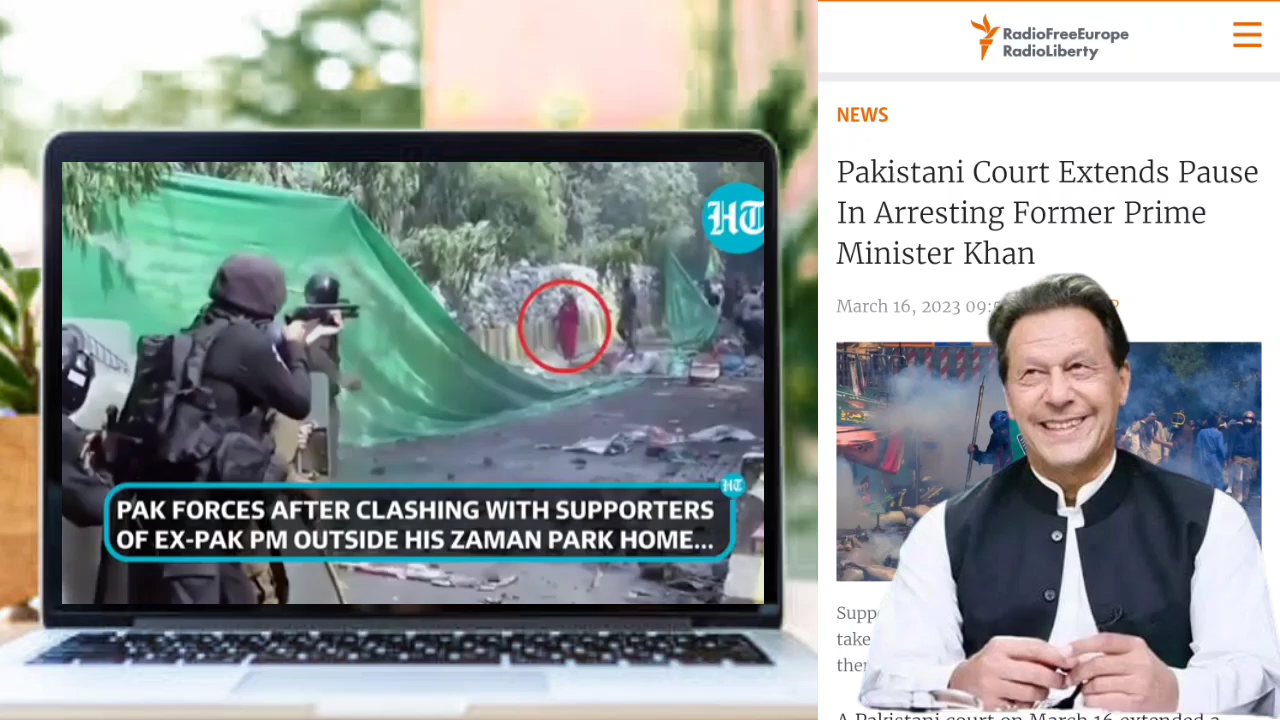 HT
HT
PAK FORCES AFTER CLASHING WITH SUPPORTERS
OF EX-PAK PM OUTSIDE HIS ZAMAN PARK HOME...
RadioFreeEurope
RadioLiberty
NEWS
Pakistani Court Extends Pause
In Arresting Former Prime
Minister Khan
March 16, 2023 09:
take
A Pakistani court on March 16 extended a